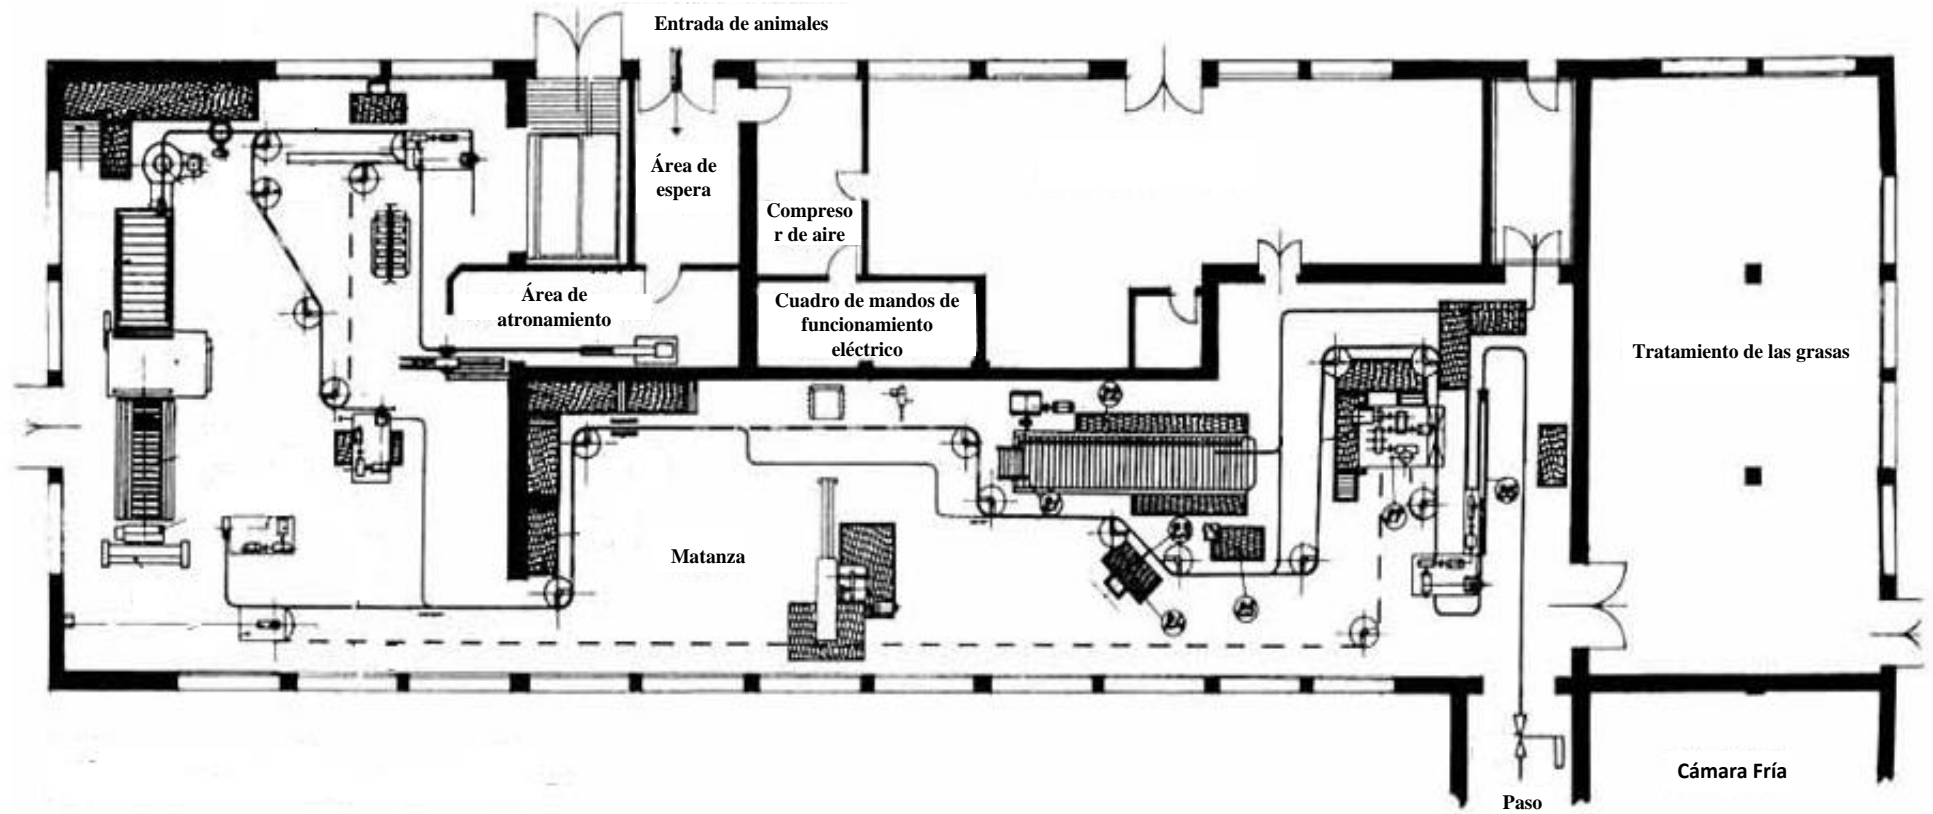 Entrada de animales
Área de
espera
Compreso
r de aire
Área de
atronamiento
Cuadro de mandos de
funcionamiento
eléctrico
Tratamiento de las grasas
Matanza
Cámara Fría
Paso